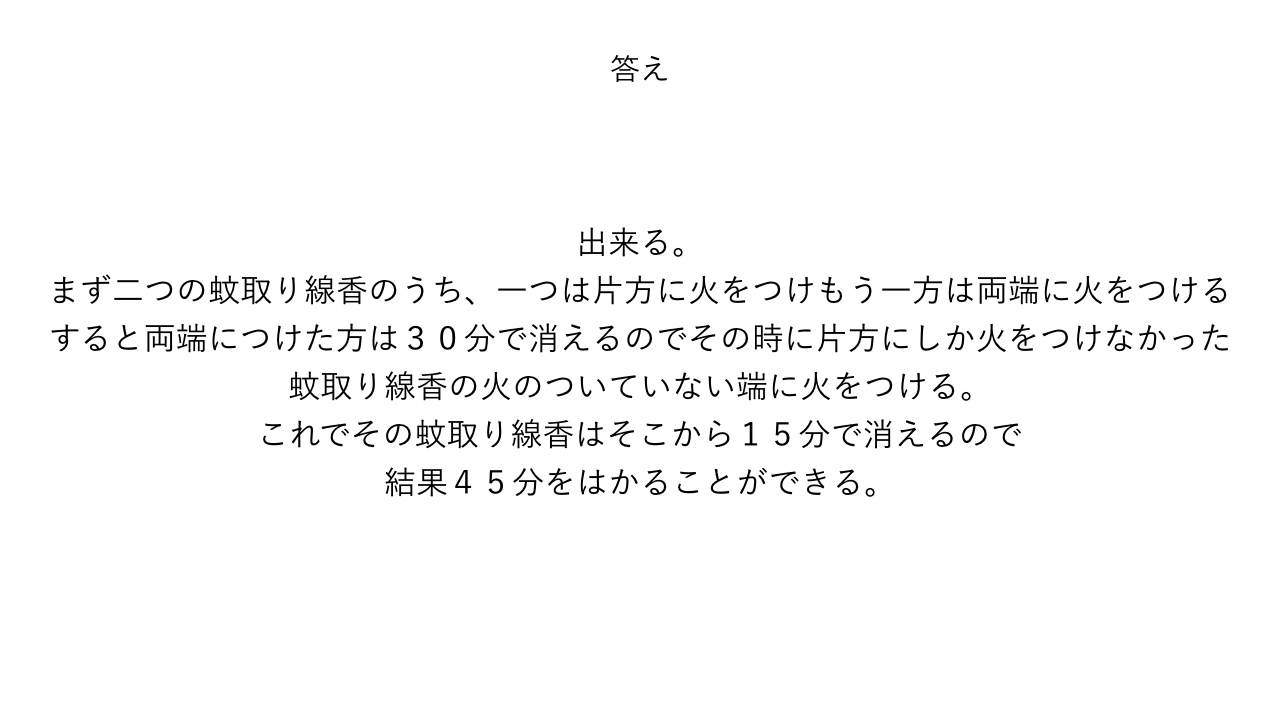 答え
出来る。
まず二つの蚊取り線香のうち、一つは片方に火をつけもう一方は両端に火をつける
すると両端につけた方は３０分で消えるのでその時に片方にしか火をつけなかった
蚊取り線香の火のついていない端に火をつける。
これでその蚊取り線香はそこから１５分で消えるので
結果４５分をはかることができる。